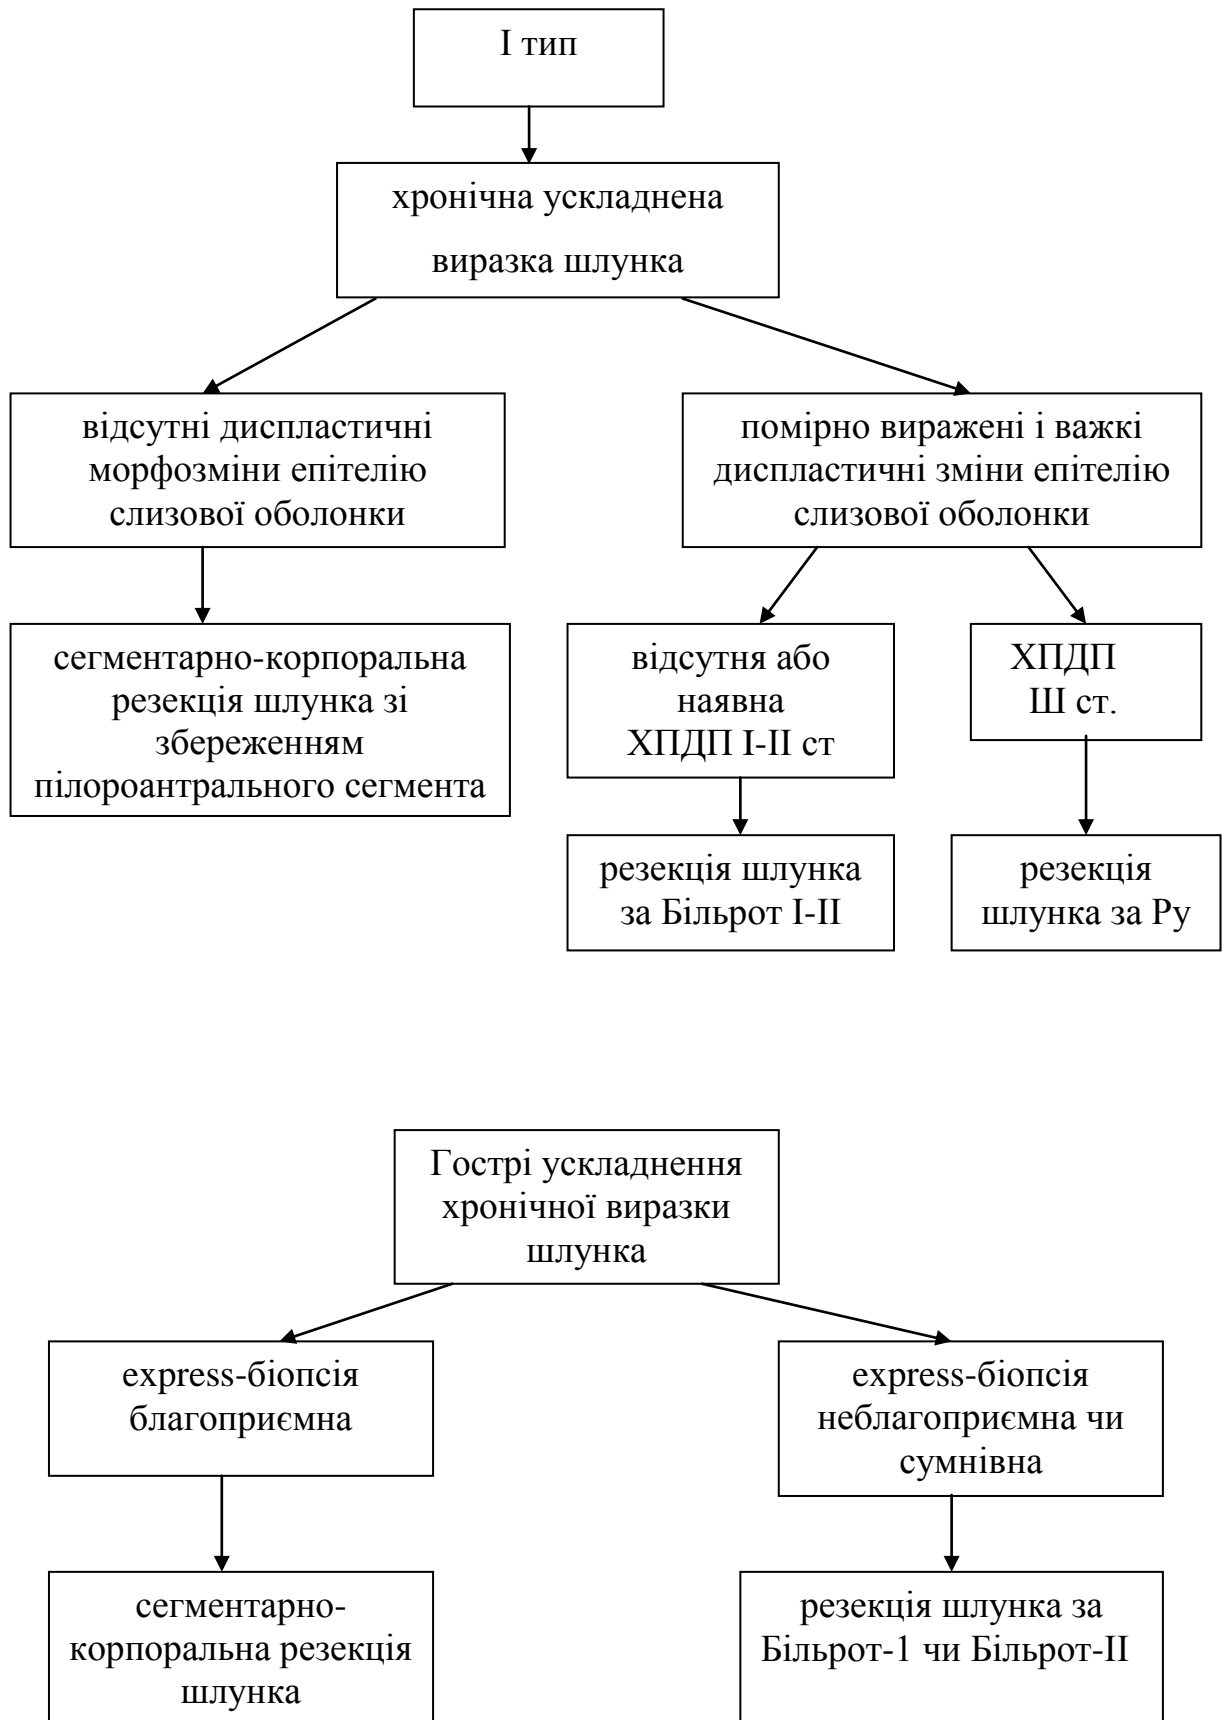 І тип
хронічна ускладнена
виразка шлунка
відсутні диспластичні
морфозміни епітелію
слизової оболонки
помірно виражені і важкі
диспластичні зміни епітелію
слизової оболонки
сегментарно-корпоральна
резекція шлунка зі
збереженням
пілороантрального сегмента
відсутня або
наявна
ХПДП І-ІІ ст
ХПДП
Ш ст.
резекція шлунка
за Більрот І-ІІ
резекція
шлунка за Ру
Гострі ускладнення
хронічної виразки
шлунка
express-біопсія
благоприємна
express-біопсія
неблагоприємна чи
сумнівна
сегментарно-
корпоральна резекція
шлунка
резекція шлунка за
Більрот-1 чи Більрот-ІІ